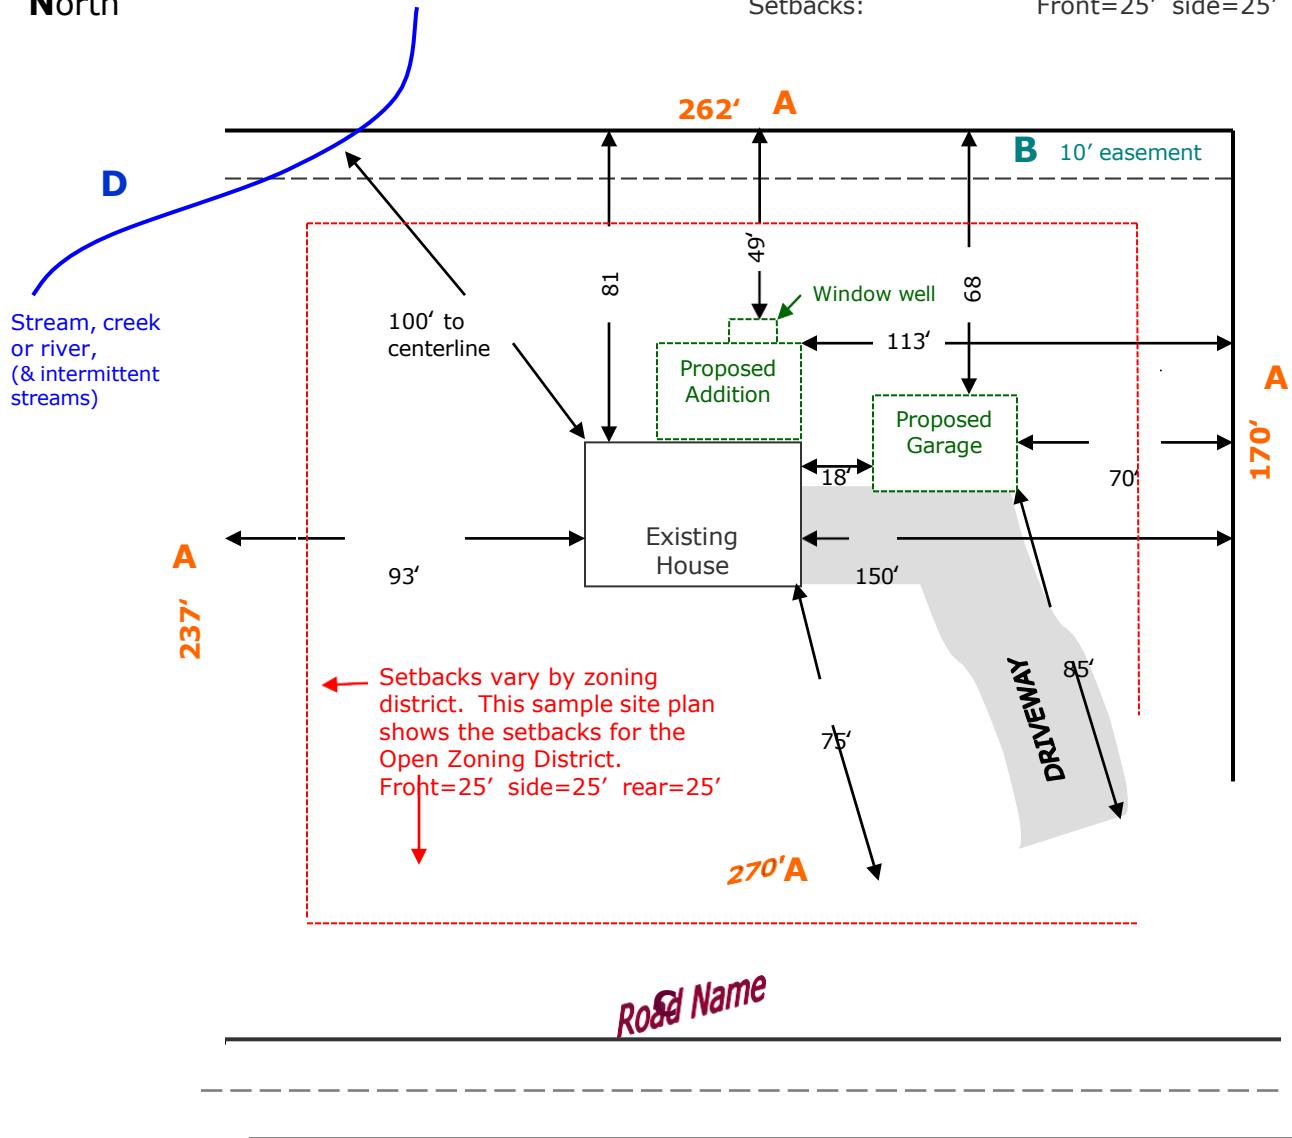 North
Setbacks: Front=25' side=25'
262‘ A
B 10’ easement
D
49‘
81
68
Window well
Stream, creek
or river,
(& intermittent
streams)
100‘ to
centerline
113‘
Proposed
Addition
A
170‘
Proposed
Garage
18‘
70‘
Existing
House
A
237‘
93‘
150‘
Setbacks vary by zoning
district. This sample site plan
shows the setbacks for the
Open Zoning District.
Front=25’ side=25’ rear=25’
85‘
DRIVEWAY
75‘
270'A
C
Road Name